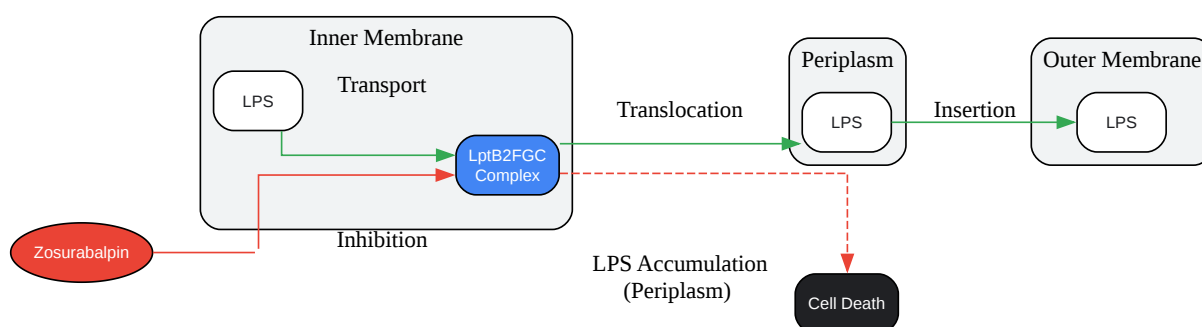 Inner Membrane
Transport
LPS
LptB2FGC
Complex
Translocation
Periplasm
LPS
Insertion
Outer Membrane
LPS
Zosurabalpin
Inhibition
LPS Accumulation
(Periplasm)
Cell Death